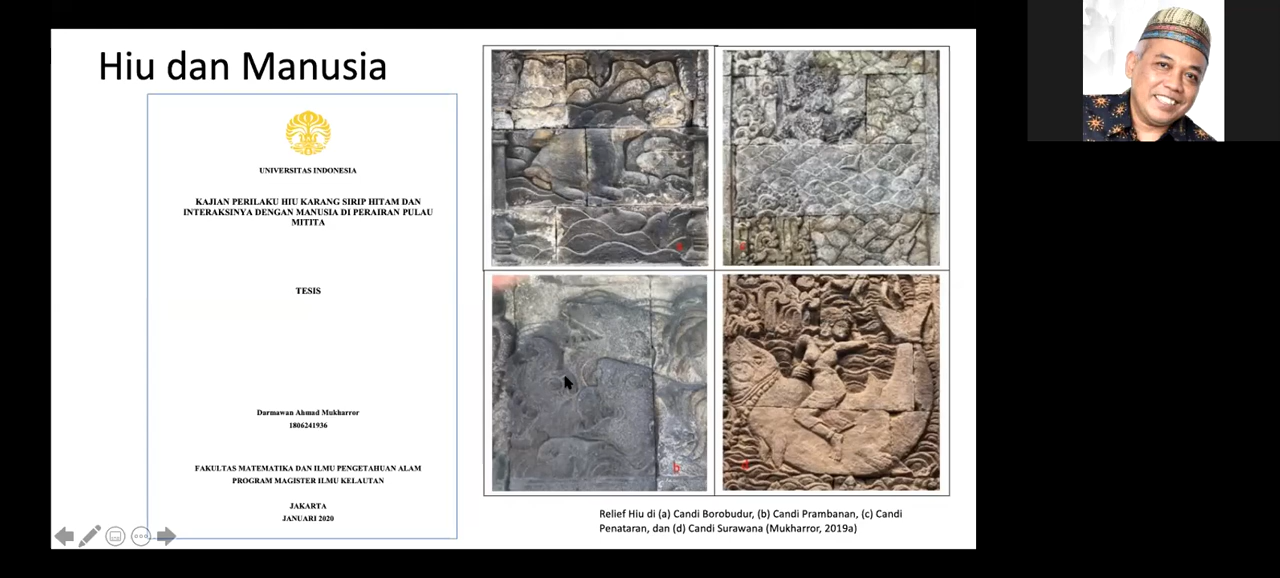 Hiu dan Manusia
UNIVERSITAS INDONESIA
KAJIAN PERILAKU HIU KARANG SIRIP HITAM DAN
INTERAKSINYA DENGAN MANUSIA DI PERAIRAN PULAU
MITITA
TESIS
Darmawan Ahmad Mukharror
1806241936
FAKULTAS MATEMATIKA DAN ILMU PENGETAHUAN ALAM
PROGRAM MAGISTER ILMU KELAUTAN
JAKARTA
JANUARI 2020
b
d
Relief Hiu di (a) Candi Borobudur, (b) Candi Prambanan, (c) Candi
Penataran, dan (d) Candi Surawana (Mukharror, 2019a)